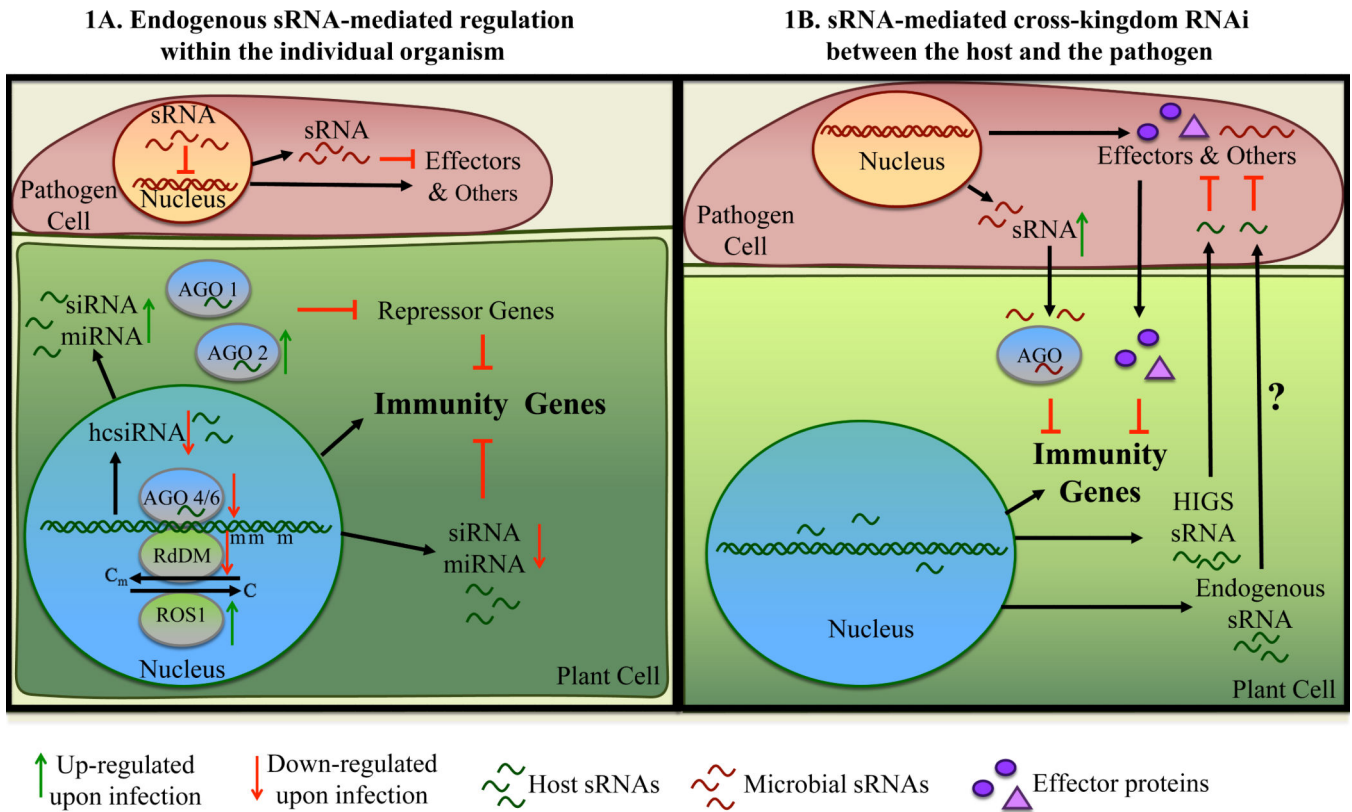 1A. Endogenous sRNA-mediated regulation
within the individual organism
sRNA
Nucleus
Pathogen
Cell
sRNA
Effectors
& Others
siRNA
miRNA
AGO 1
AGO 2
Repressor Genes
Immunity Genes
hcsiRNA
AGO 4/6
m m m
RdDM
Cm
C
ROS1
Nucleus
siRNA
miRNA
Plant Cell
1B. sRNA-mediated cross-kingdom RNAi
between the host and the pathogen
Nucleus
Effectors & Others
Pathogen
Cell
sRNA
AGO
?
Immunity
Genes
HIGS
sRNA
Endogenous
sRNA
Nucleus
Plant Cell
Up-regulated
upon infection
Down-regulated
upon infection
Host sRNAs
Microbial sRNAs
Effector proteins